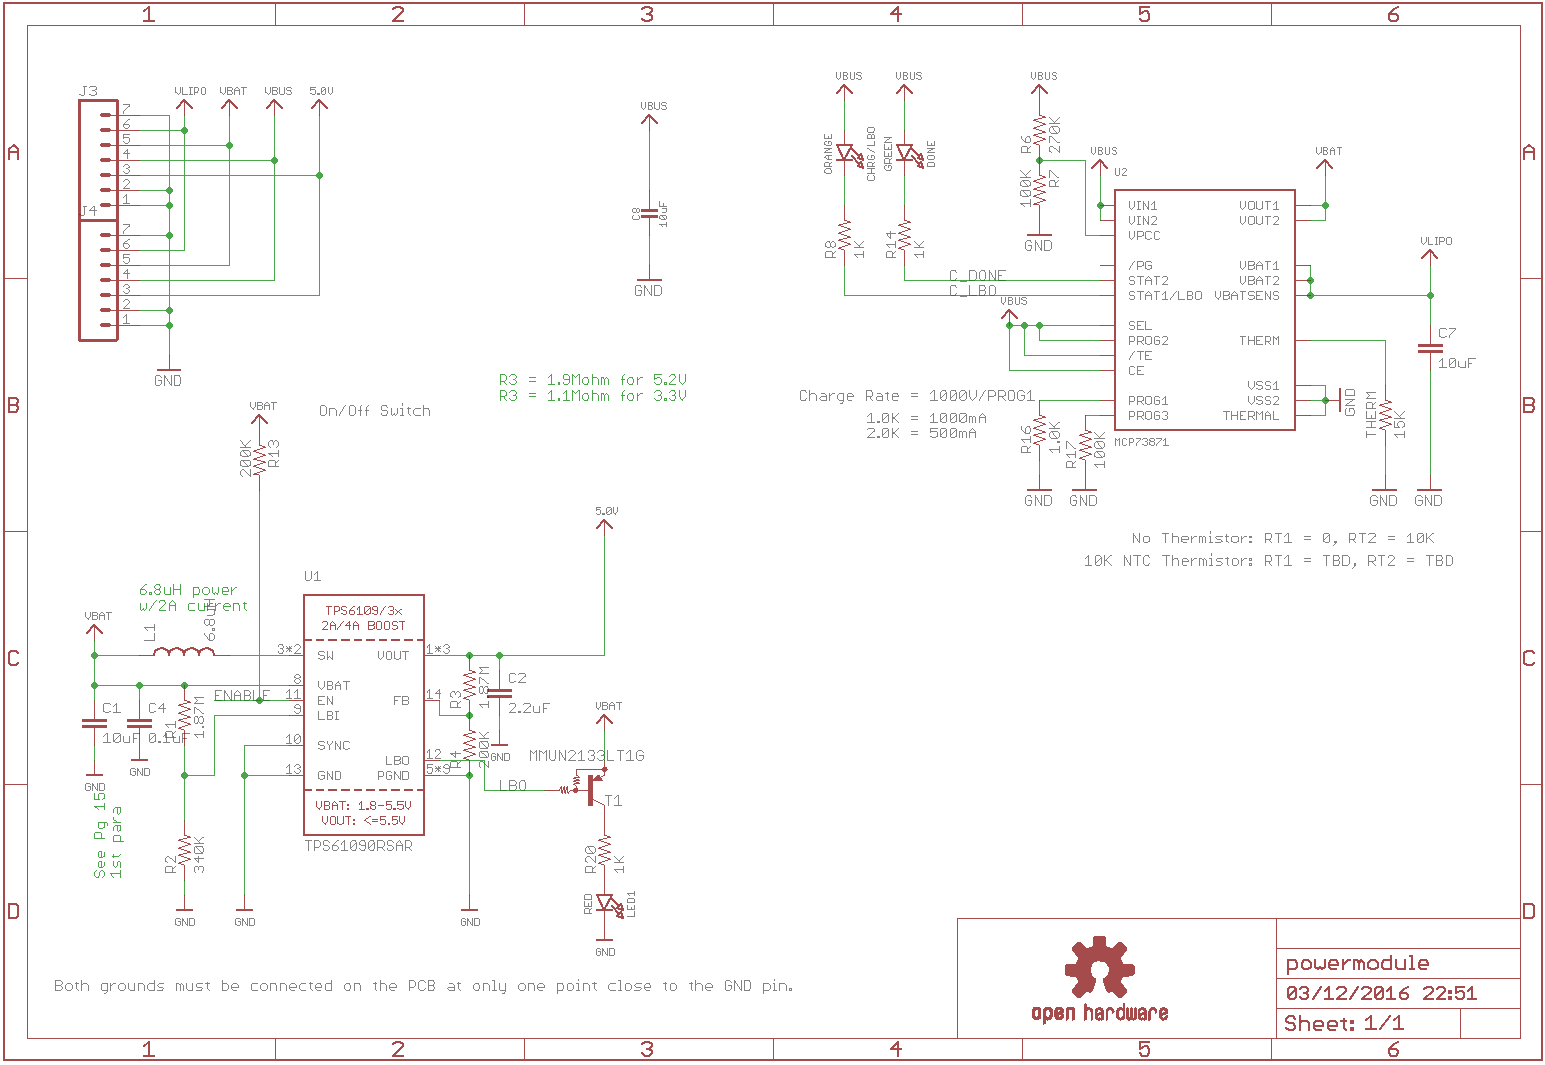 1 2 3 4 5 6
A A
B B
C C
D D
J3
7
6
5
4
3
2
1
J4
7
6
5
4
3
2
1
VLIPO
VBAT
VBUS
5.0V
GND
VBUS
C8
10uF
GND
VBUS
ORANGE
CHRG/LBO
R8
1K
VBUS
GREEN
DONE
R14
1K
C_DONE
C_LBO
VBUS
R6
270K
100K
R7
GND
VBUS
U2
VIN1
VIN2
VPCC
/PG
STAT2
STAT1/LBO
SEL
PROG2
/TE
CE
PROG1
PROG3
VOUT1
VOUT2
VBAT1
VBAT2
VBATSENS
THERM
VSS1
VSS2
THERMAL
MCP73871
VBUS
VBAT
VLIPO
C7
10uF
GND
THERM
15K
GND
GND
R16
1.0K
GND
R17
100K
GND
Charge Rate = 1000V/PROG1
1.0K = 1000mA
2.0K = 500mA
No Thermistor: RT1 = 0, RT2 = 10K
10K NTC Thermistor: RT1 = TBD, RT2 = TBD
R3 = 1.9Mohm for 5.2V
R3 = 1.1Mohm for 3.3V
On/Off Switch
VBAT
200K
R13
ENABLE
6.8uH power
w/2A current
VBAT
L1
6.8uH
C1
10uF
GND
C4
0.1uF
GND
R1
1.87M
R2
340K
GND
GND
See Pg 15
1st para
U1
TPS6109/3x
2A/4A BOOST
3*2
SW
8
VBAT
11
EN
9
LBI
10
SYNC
13
GND
VOUT
1*3
FB
14
LBO
12
PGND
5*9
VBAT: 1.8-5.5V
VOUT: <=5.5V
TPS61090RSAR
R3
1.87M
R4
200K
GND
C2
2.2uF
GND
5.0V
LBO
VBAT
MMUN2133LT1G
T1
R20
1K
RED
LED1
GND
Both grounds must be connected on the PCB at only one point close to the GND pin.
open hardware
powermodule
03/12/2016 22:51
Sheet: 1/1
1 2 3 4 5 6